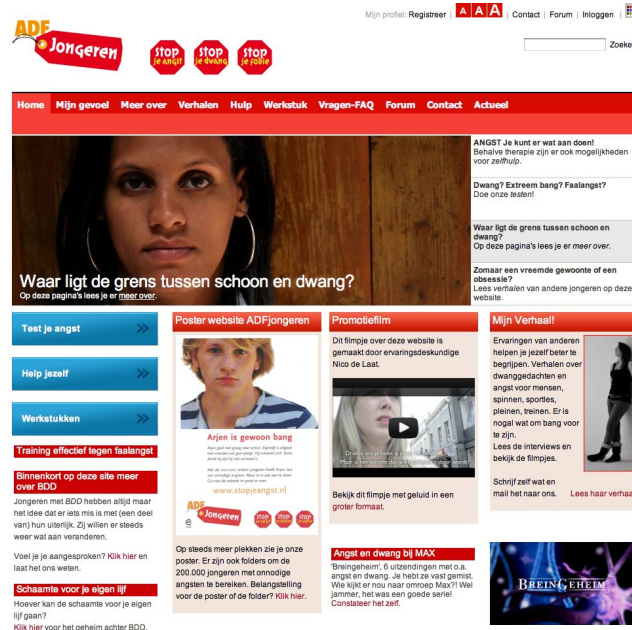 Mijn profiel: Registreer | A A A | Contact | Forum | Inloggen |
ADF
Jongeren
stop
je angst
stop
je dwang
stop
je fobie
Zoeke
Home Mijn gevoel Meer over Verhalen Hulp Werkstuk Vragen-FAQ Forum Contact Actueel
Waar ligt de grens tussen schoon en dwang?
Op deze pagina's lees je er meer over.
ANGST Je kunt er wat aan doen!
Behalve therapie zijn er ook mogelijkheden
voor zelfhulp.
Dwang? Extreem bang? Faalangst?
Doe onze testen!
Waar ligt de grens tussen schoon en
dwang?
Op deze pagina's lees je er meer over.
Zomaar een vreemde gewoonte of een
obsessie?
Lees verhalen van andere jongeren op deze
website.
Test je angst
Help jezelf
Werkstukken
Training effectief tegen faalangst
Binnenkort op deze site meer
over BDD
Jongeren met BDD hebben altijd maar
het idee dat er iets mis is met (een deel
van) hun uiterlijk. Zij willen er steeds
weer wat aan veranderen.
Voel je je aangesproken? Klik hier en
laat het ons weten.
Schaamte voor je eigen lijf
Hoever kan de schaamte voor je eigen
lijf gaan?
Klik hier voor het geheim achter BDD.
Poster website ADFjongeren
Arjen is gewoon bang
www.stopjeangst.nl
ADF
Jongeren
stop
stop
stop
Op steeds meer plekken zie je onze
poster. Er zijn ook folders om de
200.000 jongeren met onnodige
angsten te bereiken. Belangstelling
voor de poster of de folder? Klik hier.
Promotiefilm
Dit filmpje over deze website is
gemaakt door ervaringsdeskundige
Nico de Laat.
Bekijk dit filmpje met geluid in een
groter formaat.
Angst en dwang bij MAX
'Breingeheim', 6 uitzendingen met o.a.
angst en dwang. Je hebt ze vast gemist.
Wie kijkt er nou naar omroep Max?! Wel
jammer, het was een goede serie!
Constateer het zelf.
Mijn Verhaal!
Ervaringen van anderen
helpen je jezelf beter te
begrijpen. Verhalen over
dwanggedachten en
angst voor mensen,
spinnen, sportles,
pleinen, treinen. Er is
nogal wat om bang voor
te zijn.
Lees de interviews en
bekijk de filmpjes.
Schrijf zelf wat en
mail het naar ons.
Lees haar verhaa
BREINGEHEIM